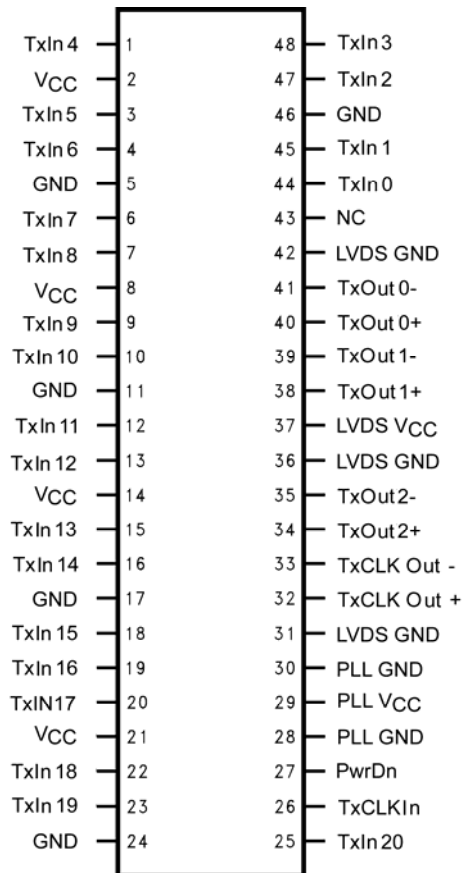 TxIn 4 1 48 TxIn 3
VCC 2 47 TxIn 2
TxIn 5 3 46 GND
TxIn 6 4 45 TxIn 1
GND 5 44 TxIn 0
TxIn 7 6 43 NC
TxIn 8 7 42 LVDS GND
VCC 8 41 TxOut 0-
TxIn 9 9 40 TxOut 0+
TxIn 10 10 39 TxOut 1-
GND 11 38 TxOut 1+
TxIn 11 12 37 LVDS VCC
TxIn 12 13 36 LVDS GND
VCC 14 35 TxOut2-
TxIn 13 15 34 TxOut2+
TxIn 14 16 33 TxCLK Out -
GND 17 32 TxCLK Out +
TxIn 15 18 31 LVDS GND
TxIn 16 19 30 PLL GND
TxIN17 20 29 PLL VCC
VCC 21 28 PLL GND
TxIn 18 22 27 PwrDn
TxIn 19 23 26 TxCLKIn
GND 24 25 TxIn 20